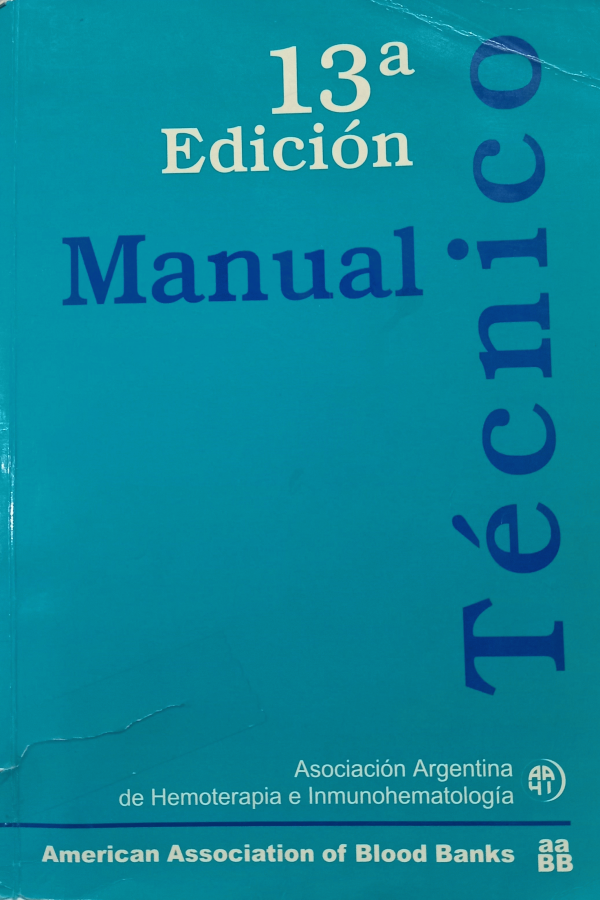 13ª
Edición
Manual
Técnico
Asociación Argentina
de Hemoterapia e Inmunohematología
AA
HI
American Association of Blood Banks
aa
BB